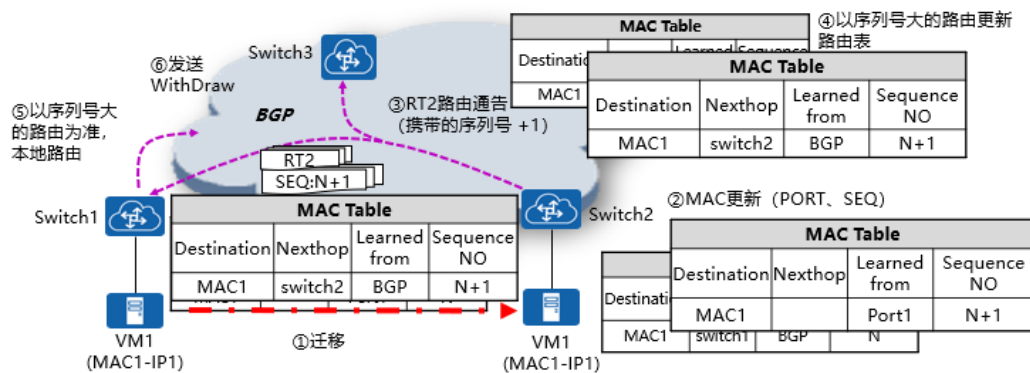 MAC Table
Destination
Learned Sequence
MAC1
④以序列号大的路由更新
路由表
MAC Table
Destination Nexthop Learned from Sequence NO
MAC1 switch2 BGP N+1
Switch3
⑥发送
WithDraw
BGP
③RT2路由通告
(携带的序列号 +1)
⑤以序列号大
的路由为准，
本地路由
RT2
SEQ:N+1
Switch1
MAC Table
Destination Nexthop Learned from Sequence NO
MAC1 switch2 BGP N+1
Switch2
②MAC更新（PORT、SEQ）
MAC Table
Destination Nexthop Learned from Sequence NO
MAC1 Port1 N+1
MAC1 switch1 BGP N
①迁移
VM1
(MAC1-IP1)
VM1
(MAC1-IP1)